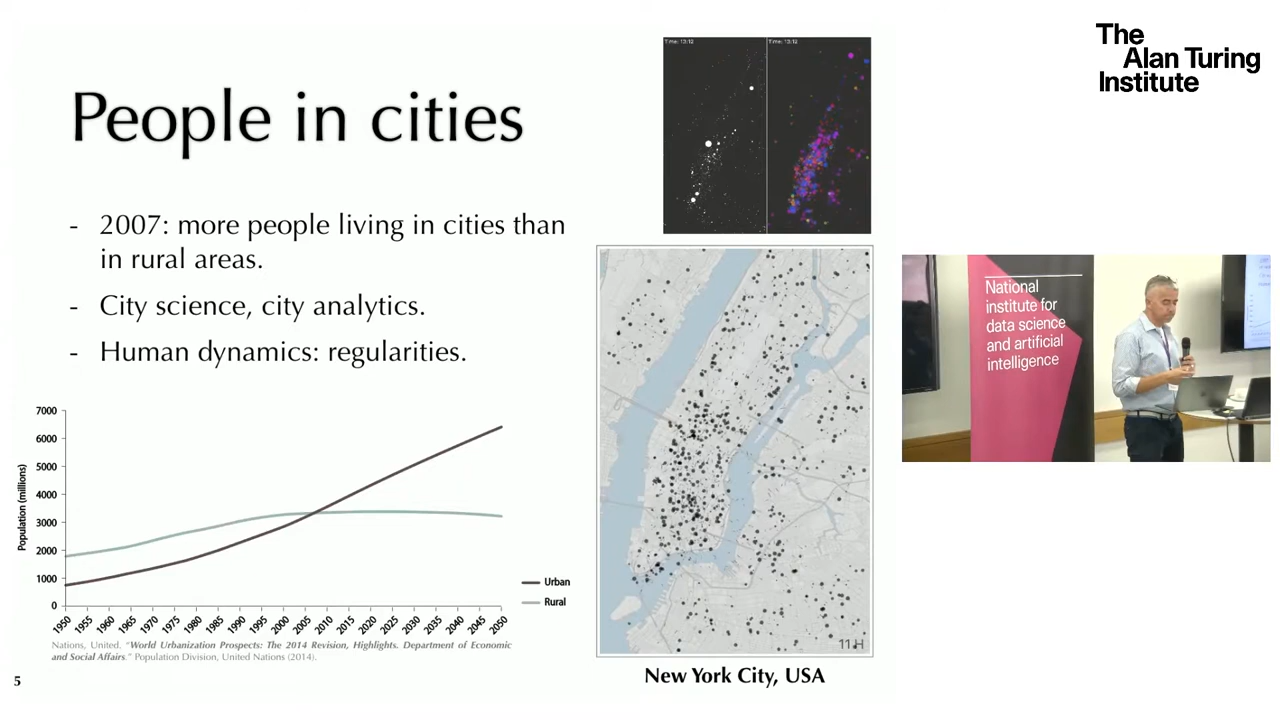 People in cities
- 2007: more people living in cities than
in rural areas.
- City science, city analytics.
- Human dynamics: regularities.
7000
6000
5000
4000
3000
2000
1000
0
Population (millions)
1950 1955 1960 1965 1970 1975 1980 1985 1990 1995 2000 2005 2010 2015 2020 2025 2030 2035 2040 2045 2050
Urban
Rural
Nations, United. "World Urbanization Prospects: The 2014 Revision, Highlights. Department of Economic
and Social Affairs." Population Division, United Nations (2014).
5
Time: 13:12
Time: 13:12
11 H
New York City, USA
The
Alan Turing
Institute
National
institute for
data science
and artificial
intelligence